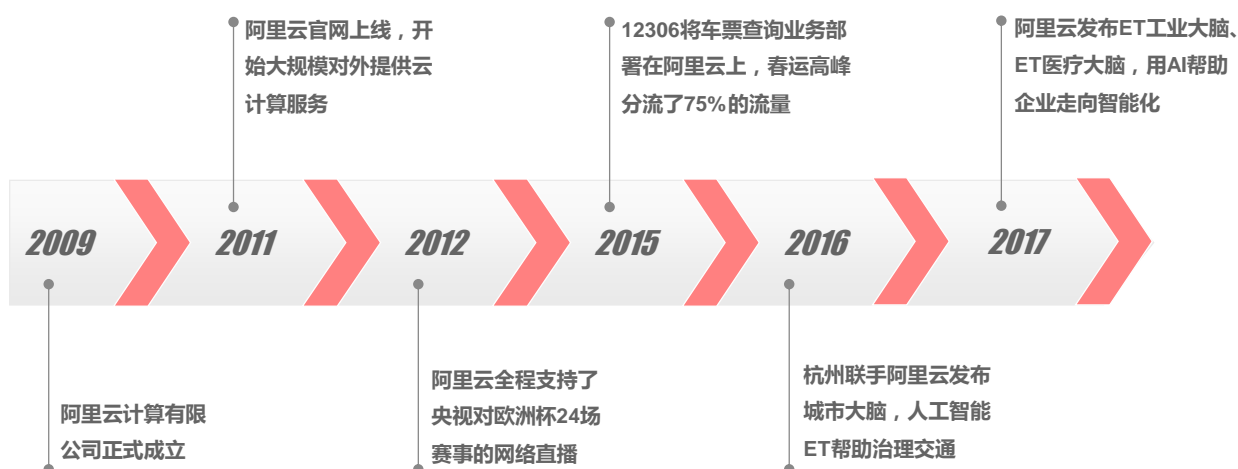 阿里云官网上线，开
始大规模对外提供云
计算服务
12306将车票查询业务部
署在阿里云上，春运高峰
分流了75%的流量
阿里云发布ET工业大脑、
ET医疗大脑，用AI帮助
企业走向智能化
2009
2011
2012
2015
2016
2017
阿里云计算有限
公司正式成立
阿里云全程支持了
央视对欧洲杯24场
赛事的网络直播
杭州联手阿里云发布
城市大脑，人工智能
ET帮助治理交通